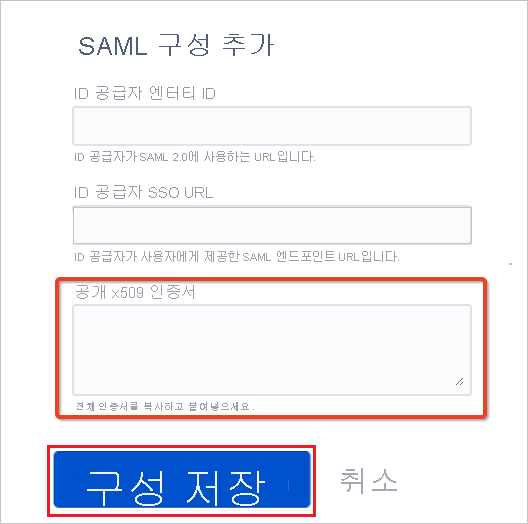 SAML 구성 추가
ID 공급자 엔터티 ID
ID 공급자가 SAML 2.0에 사용하는 URL입니다.
ID 공급자 SSO URL
ID 공급자가 사용자에게 제공한 SAML 엔드포인트 URL입니다.
공개 x509 인증서
전체 인증서를 복사하고 붙여넣으세요.
구성 저장
취소